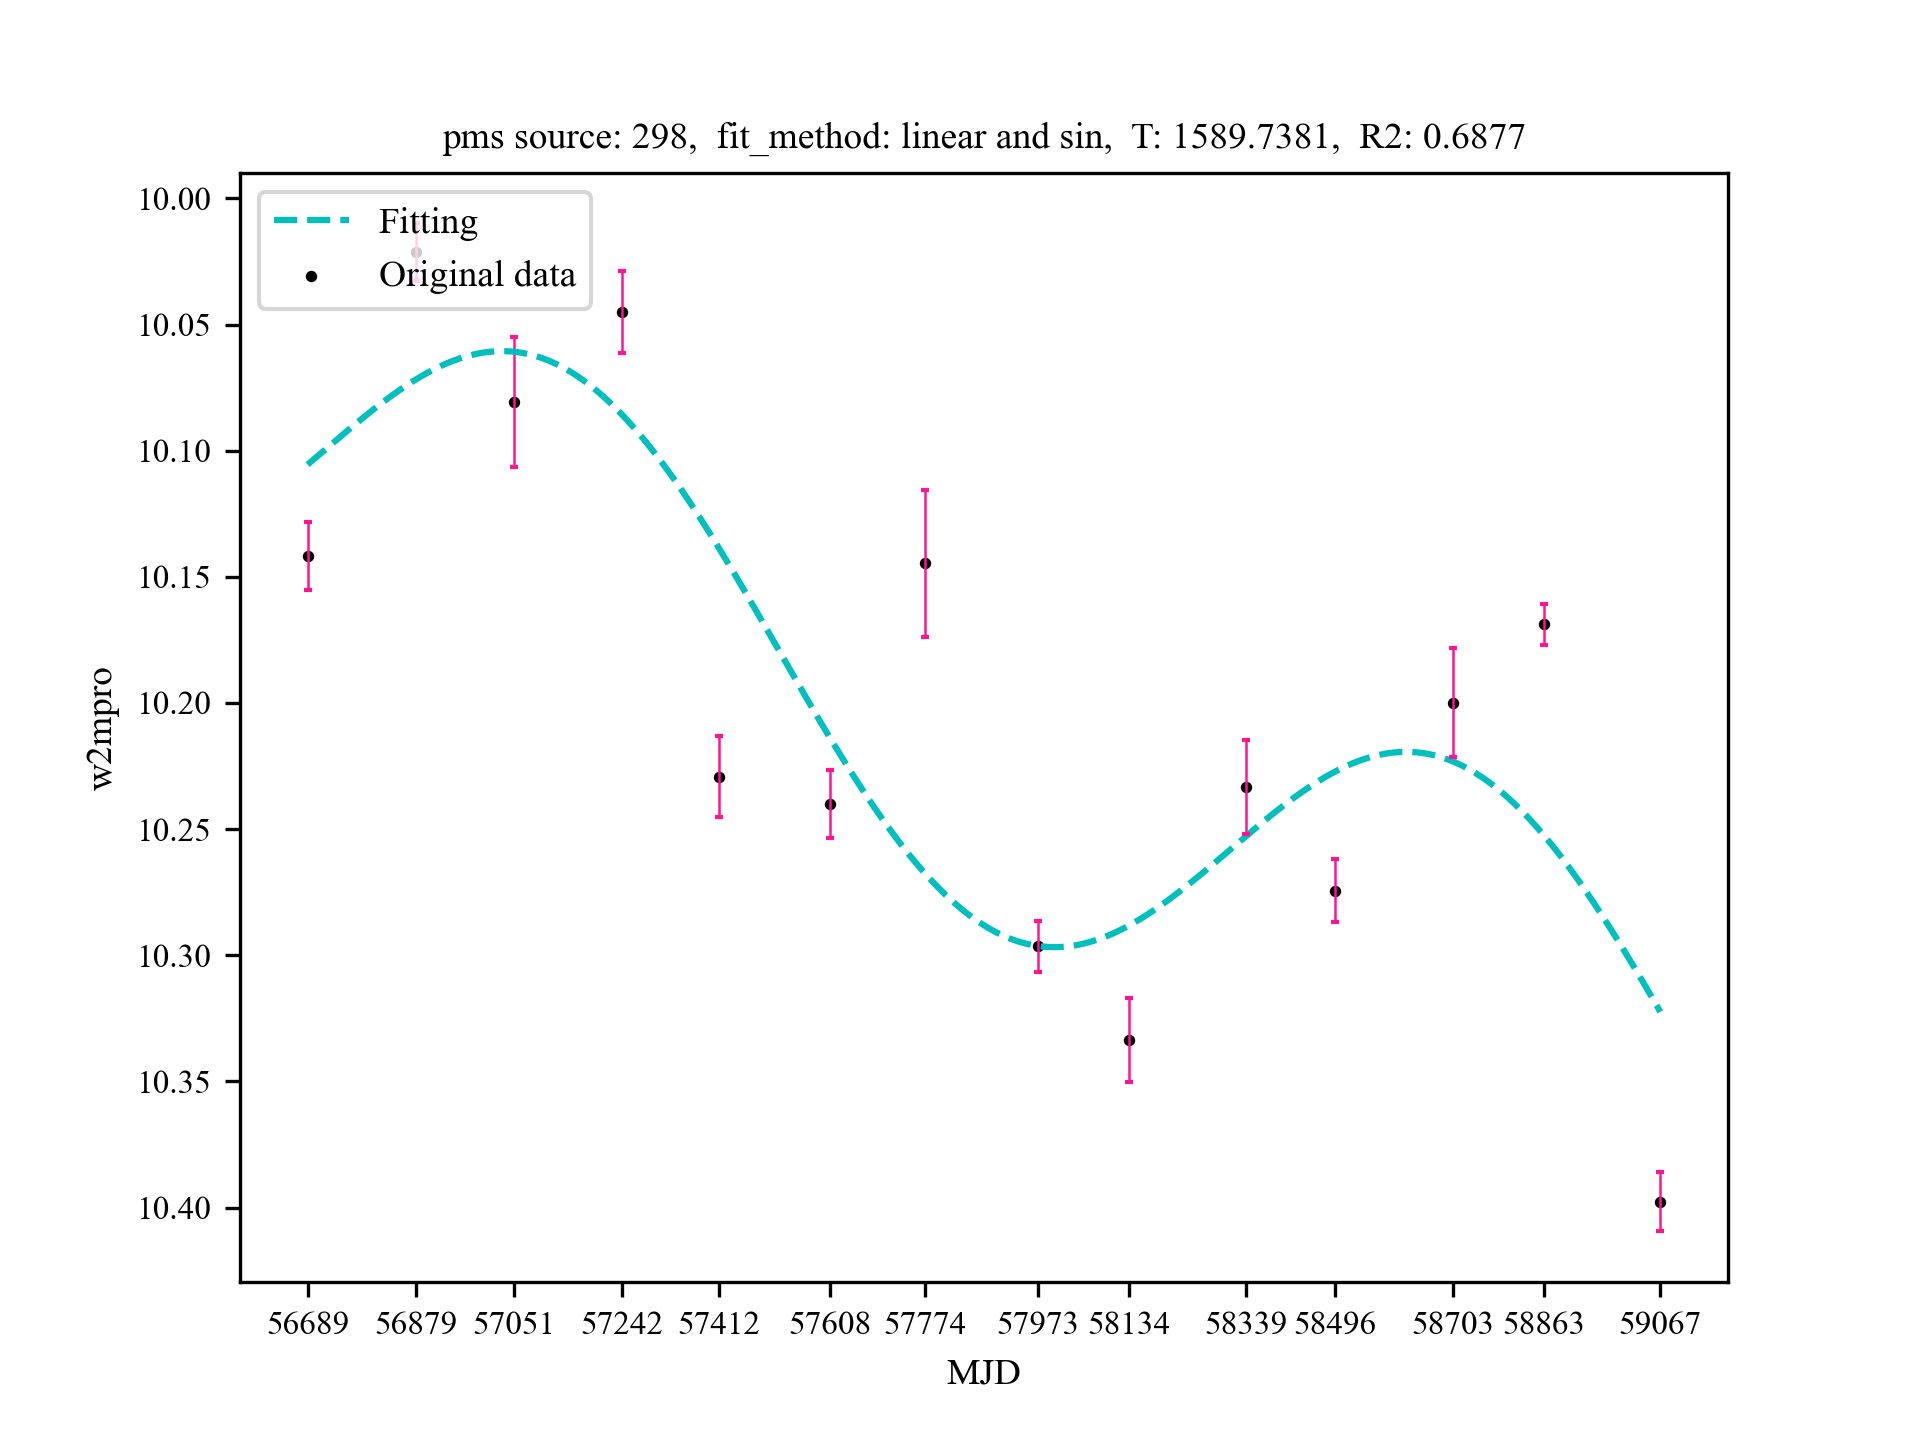 pms source: 298,  fit_method: linear and sin,  T: 1589.7381,  R2: 0.6877
Fitting
Original data
10.00
10.05
10.10
10.15
10.20
10.25
10.30
10.35
10.40
w2mpro
56689 56879 57051 57242 57412 57608 57774 57973 58134 58339 58496 58703 58863 59067
MJD